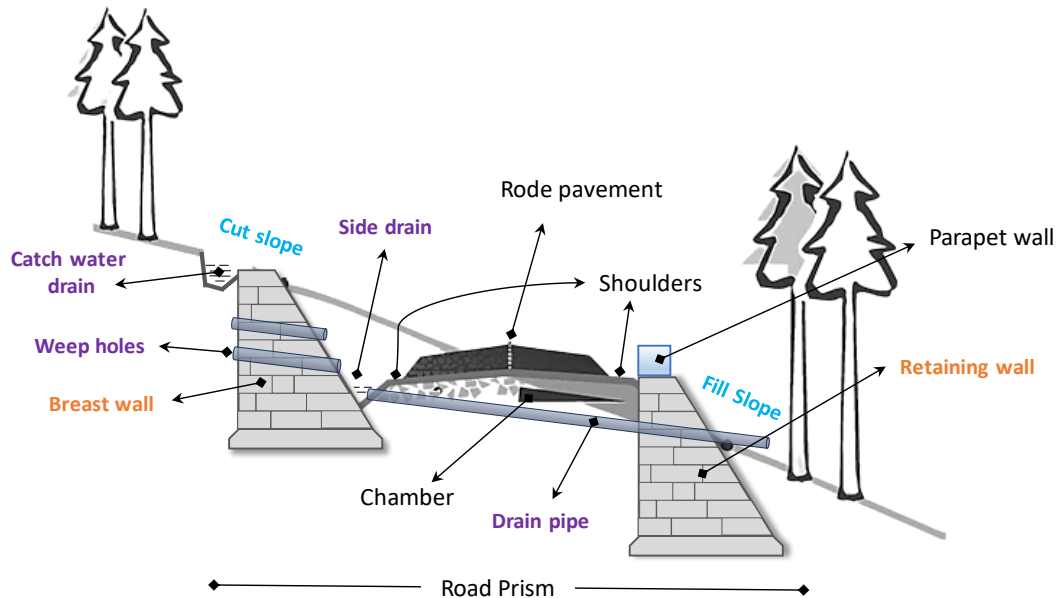 Rode pavement
Cut slope
Side drain
Parapet wall
Catch water
drain
Shoulders
Weep holes
Retaining wall
Fill Slope
Breast wall
Chamber
Drain pipe
Road Prism